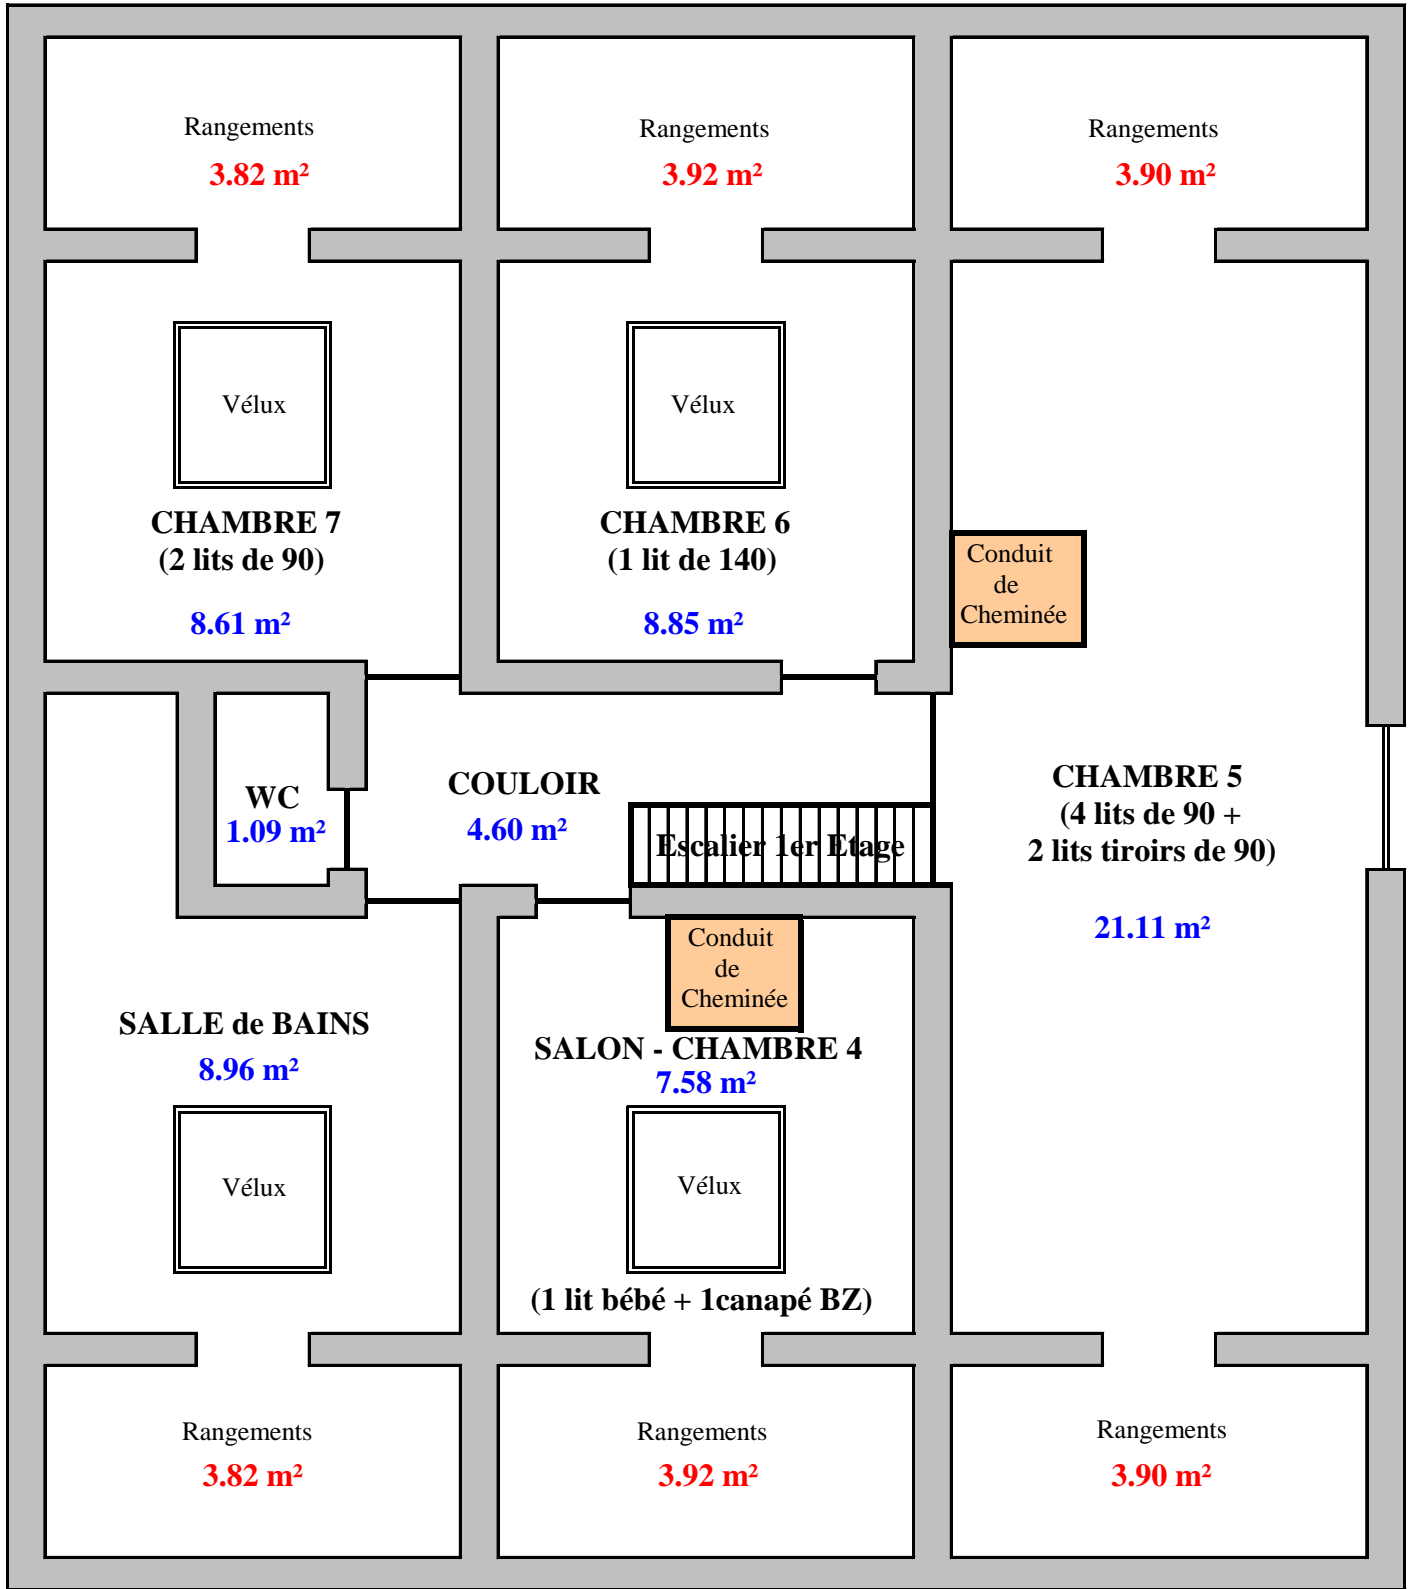 Rangements
3.82 m²
Rangements
3.92 m²
Rangements
3.90 m²
Vélux
Vélux
CHAMBRE 7
(2 lits de 90)
8.61 m²
CHAMBRE 6
(1 lit de 140)
8.85 m²
Conduit
de
Cheminée
WC
1.09 m²
COULOIR
4.60 m²
Escalier 1er Etage
CHAMBRE 5
(4 lits de 90 +
2 lits tiroirs de 90)
21.11 m²
Conduit
de
Cheminée
SALLE de BAINS
8.96 m²
SALON - CHAMBRE 4
7.58 m²
Vélux
Vélux
(1 lit bébé + 1canapé BZ)
Rangements
3.82 m²
Rangements
3.92 m²
Rangements
3.90 m²